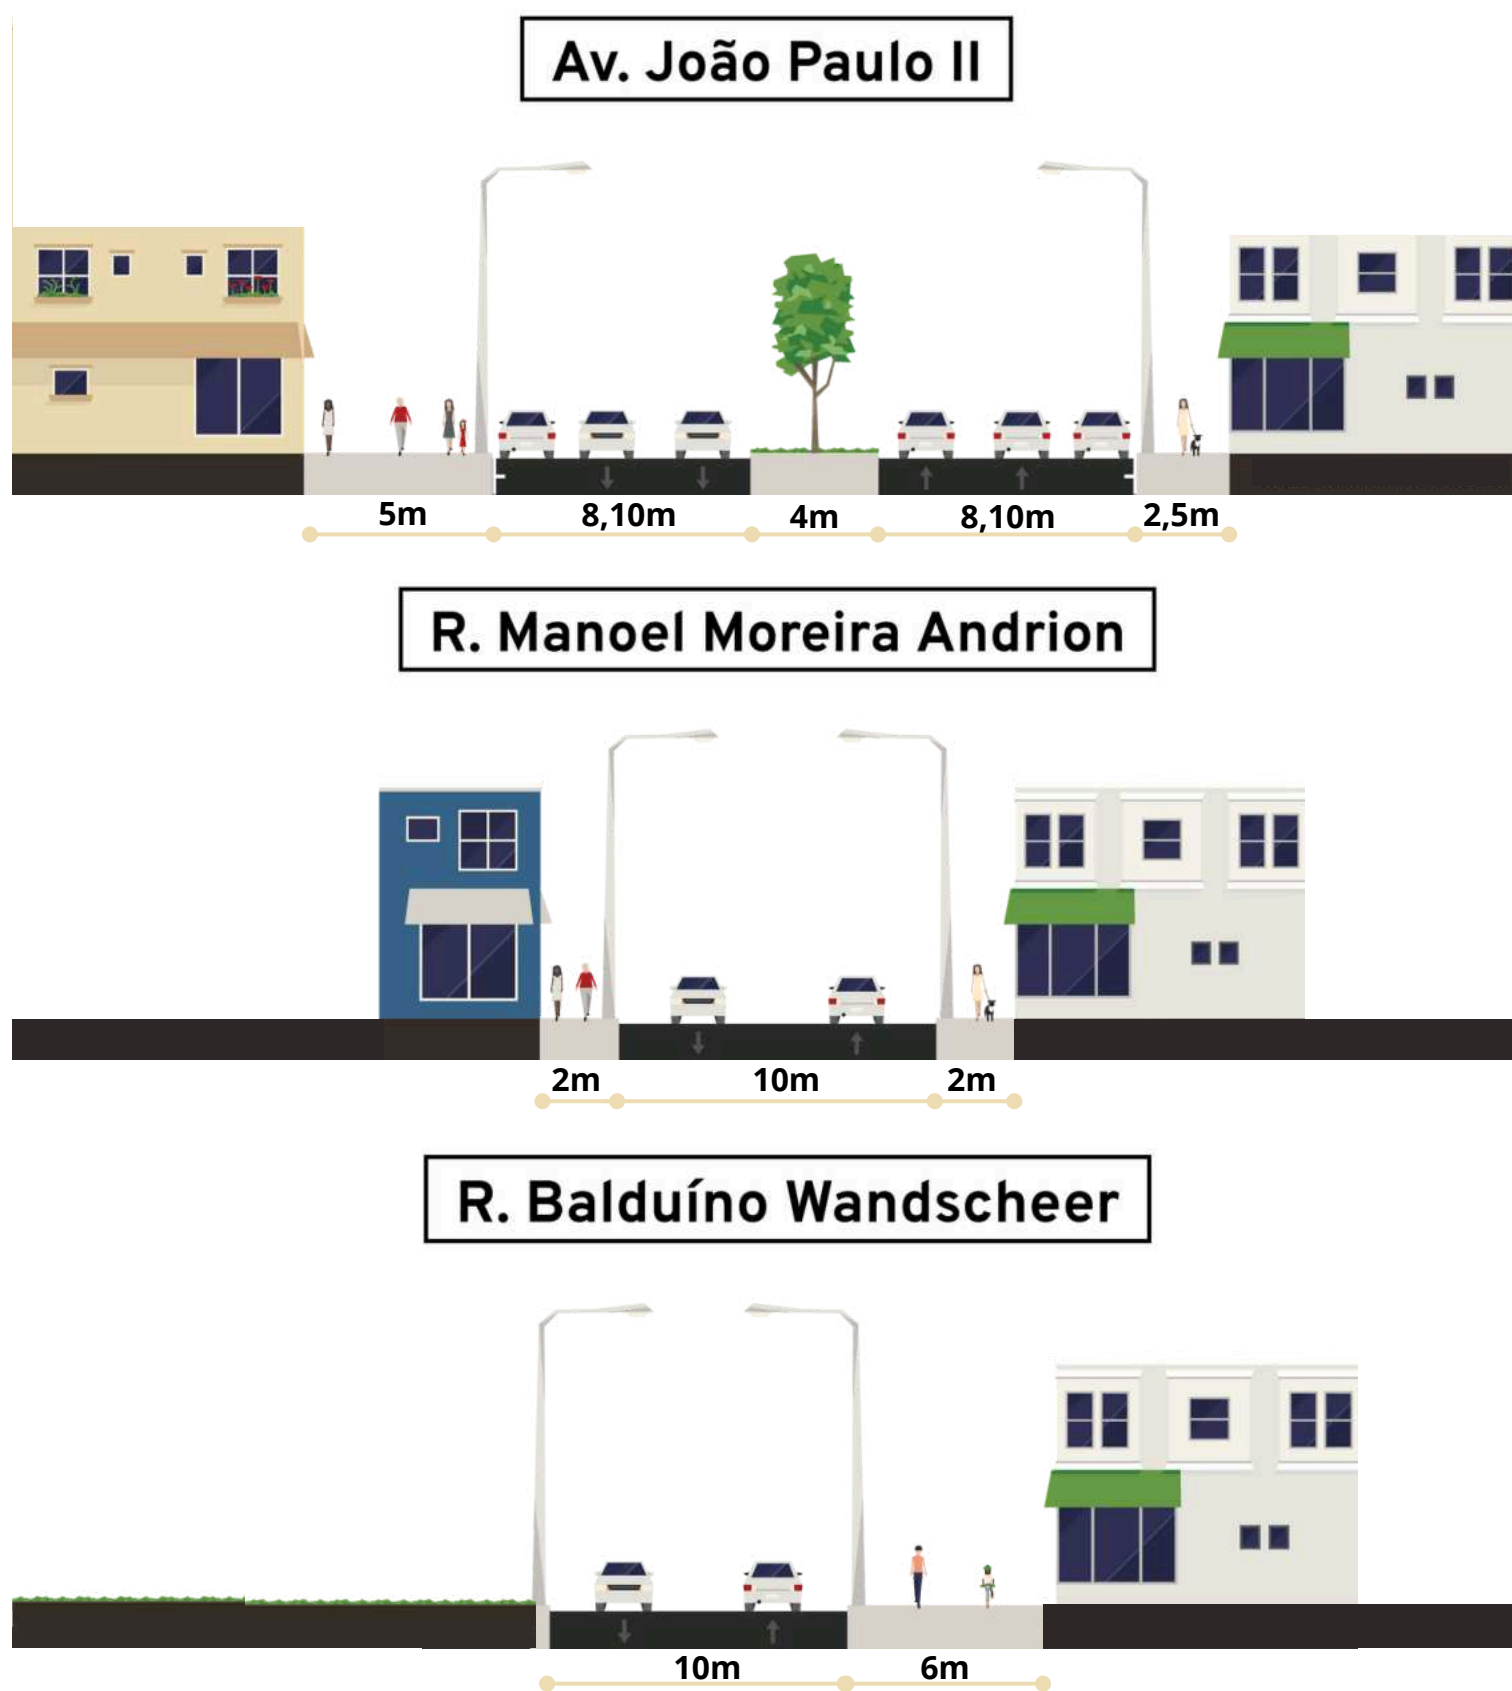 Av. João Paulo II
5m 8,10m 4m 8,10m 2,5m
R. Manoel Moreira Andrion
2m 10m 2m
R. Balduíno Wandscheer
10m 6m